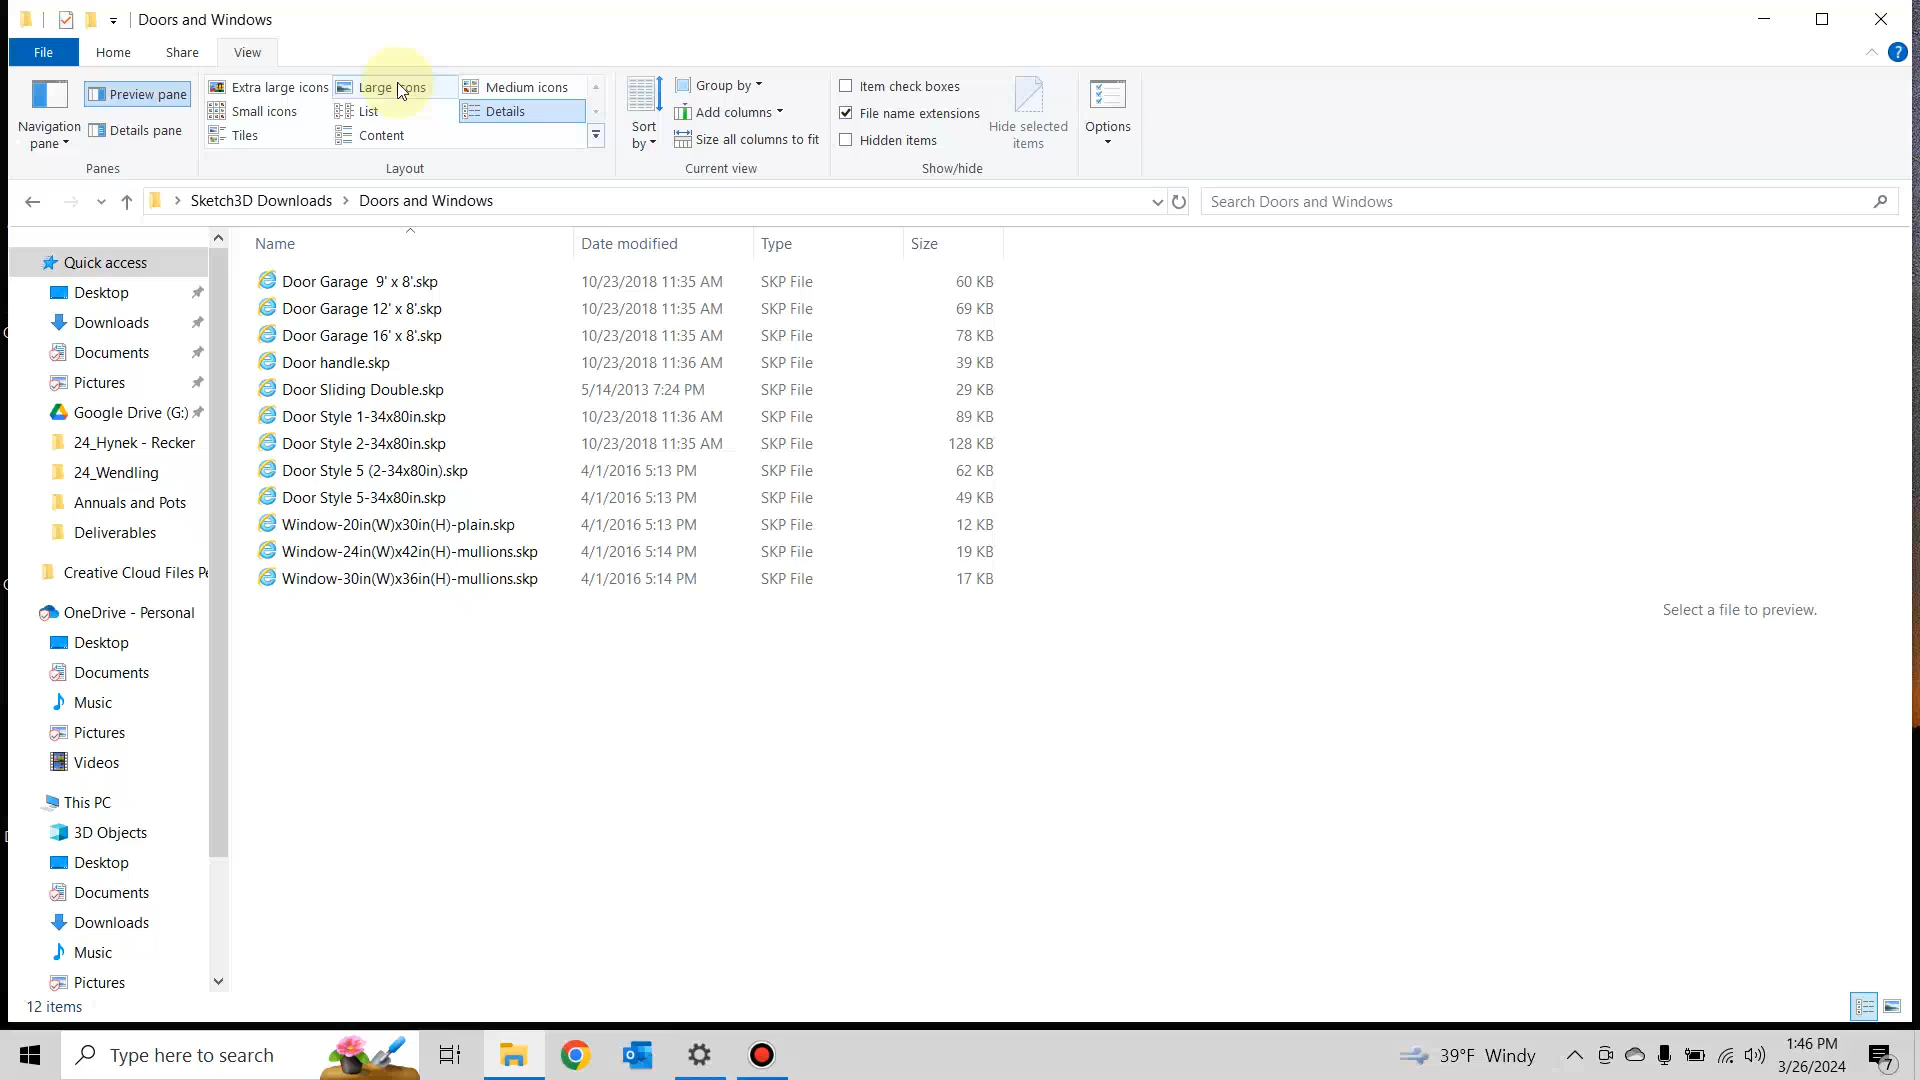 Doors and Windows
File Home Share View
Navigation pane
Preview pane
Details pane
Panes
Extra large icons Large icons Medium icons
Small icons List Details
Tiles Content
Layout
Sort by
Group by
Add columns
Size all columns to fit
Current view
Item check boxes
File name extensions
Hidden items
Hide selected items
Show/hide
Options
Sketch3D Downloads > Doors and Windows
Search Doors and Windows
Quick access
Desktop
Downloads
Documents
Pictures
Google Drive (G:)
24_Hynek - Recker
24_Wendling
Annuals and Pots
Deliverables
Creative Cloud Files Pe
OneDrive - Personal
Desktop
Documents
Music
Pictures
Videos
This PC
3D Objects
Desktop
Documents
Downloads
Music
Pictures
Name Date modified Type Size
Door Garage  9' x 8'.skp 10/23/2018 11:35 AM SKP File 60 KB
Door Garage 12' x 8'.skp 10/23/2018 11:35 AM SKP File 69 KB
Door Garage 16' x 8'.skp 10/23/2018 11:35 AM SKP File 78 KB
Door handle.skp 10/23/2018 11:36 AM SKP File 39 KB
Door Sliding Double.skp 5/14/2013 7:24 PM SKP File 29 KB
Door Style 1-34x80in.skp 10/23/2018 11:36 AM SKP File 89 KB
Door Style 2-34x80in.skp 10/23/2018 11:35 AM SKP File 128 KB
Door Style 5 (2-34x80in).skp 4/1/2016 5:13 PM SKP File 62 KB
Door Style 5-34x80in.skp 4/1/2016 5:13 PM SKP File 49 KB
Window-20in(W)x30in(H)-plain.skp 4/1/2016 5:13 PM SKP File 12 KB
Window-24in(W)x42in(H)-mullions.skp 4/1/2016 5:14 PM SKP File 19 KB
Window-30in(W)x36in(H)-mullions.skp 4/1/2016 5:14 PM SKP File 17 KB
Select a file to preview.
12 items
Type here to search
39°F Windy
1:46 PM
3/26/2024
7